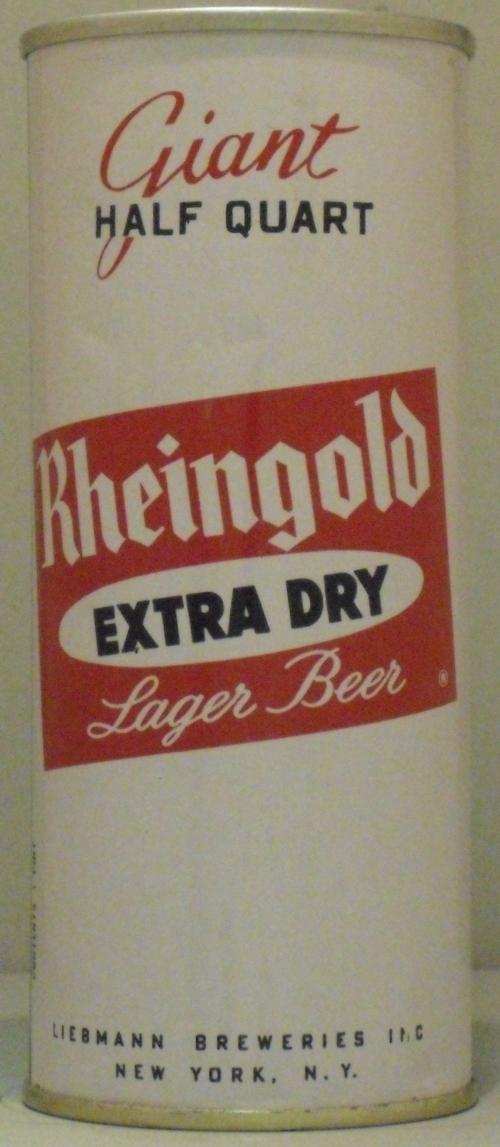 Giant
HALF QUART
Rheingold
EXTRA DRY
Lager Beer ®
LIEBMANN BREWERIES INC
NEW YORK, N.Y.